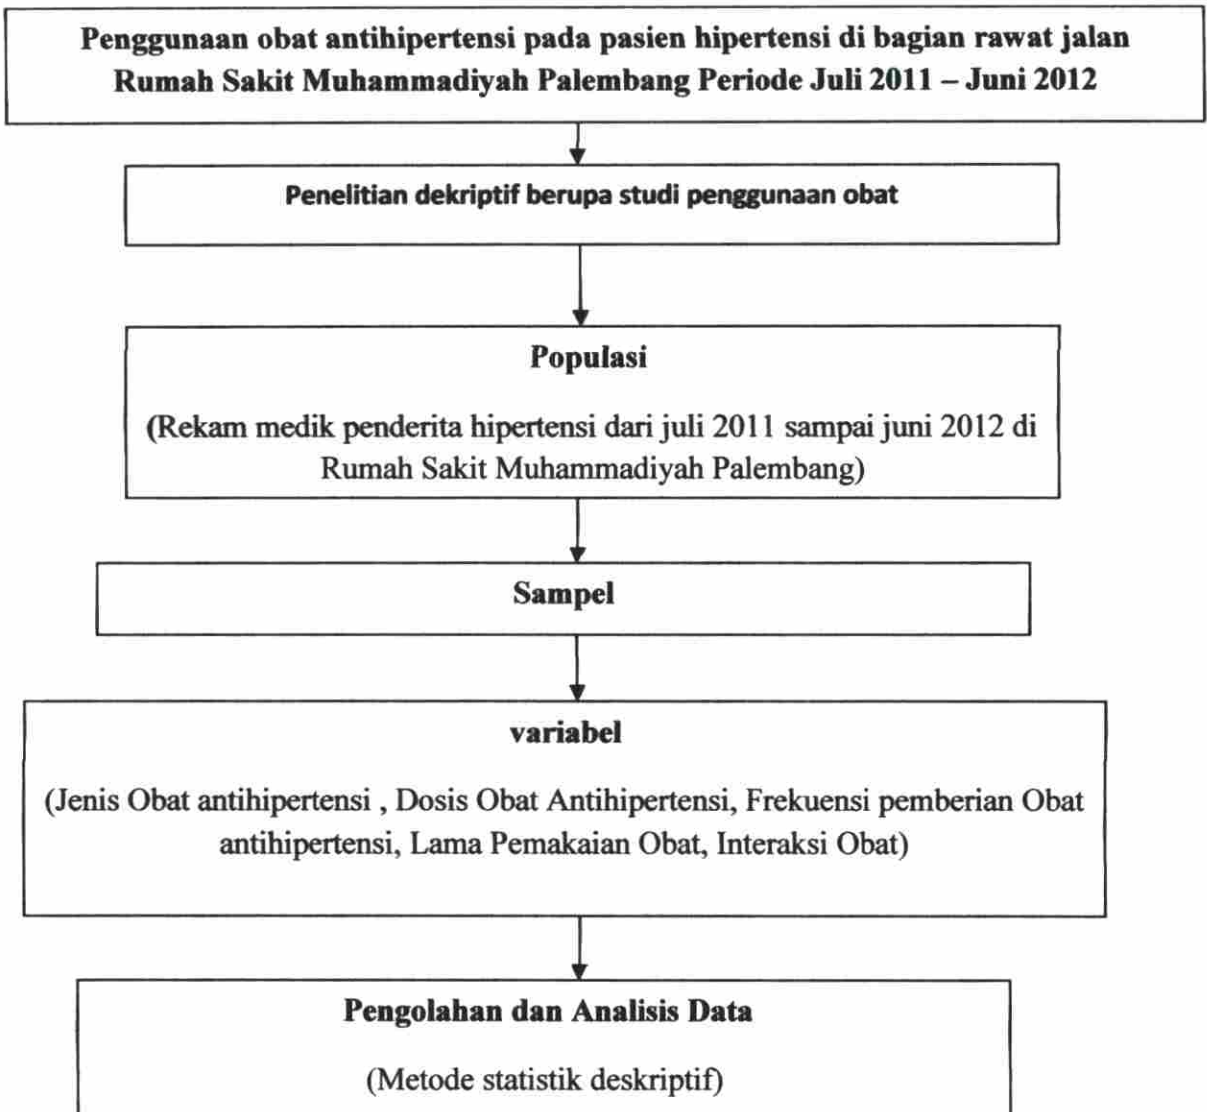 Penggunaan obat antihipertensi pada pasien hipertensi di bagian rawat jalan
Rumah Sakit Muhammadiyah Palembang Periode Juli 2011 – Juni 2012
Penelitian dekriptif berupa studi penggunaan obat
Populasi
(Rekam medik penderita hipertensi dari juli 2011 sampai juni 2012 di
Rumah Sakit Muhammadiyah Palembang)
Sampel
variabel
(Jenis Obat antihipertensi , Dosis Obat Antihipertensi, Frekuensi pemberian Obat
antihipertensi, Lama Pemakaian Obat, Interaksi Obat)
Pengolahan dan Analisis Data
(Metode statistik deskriptif)